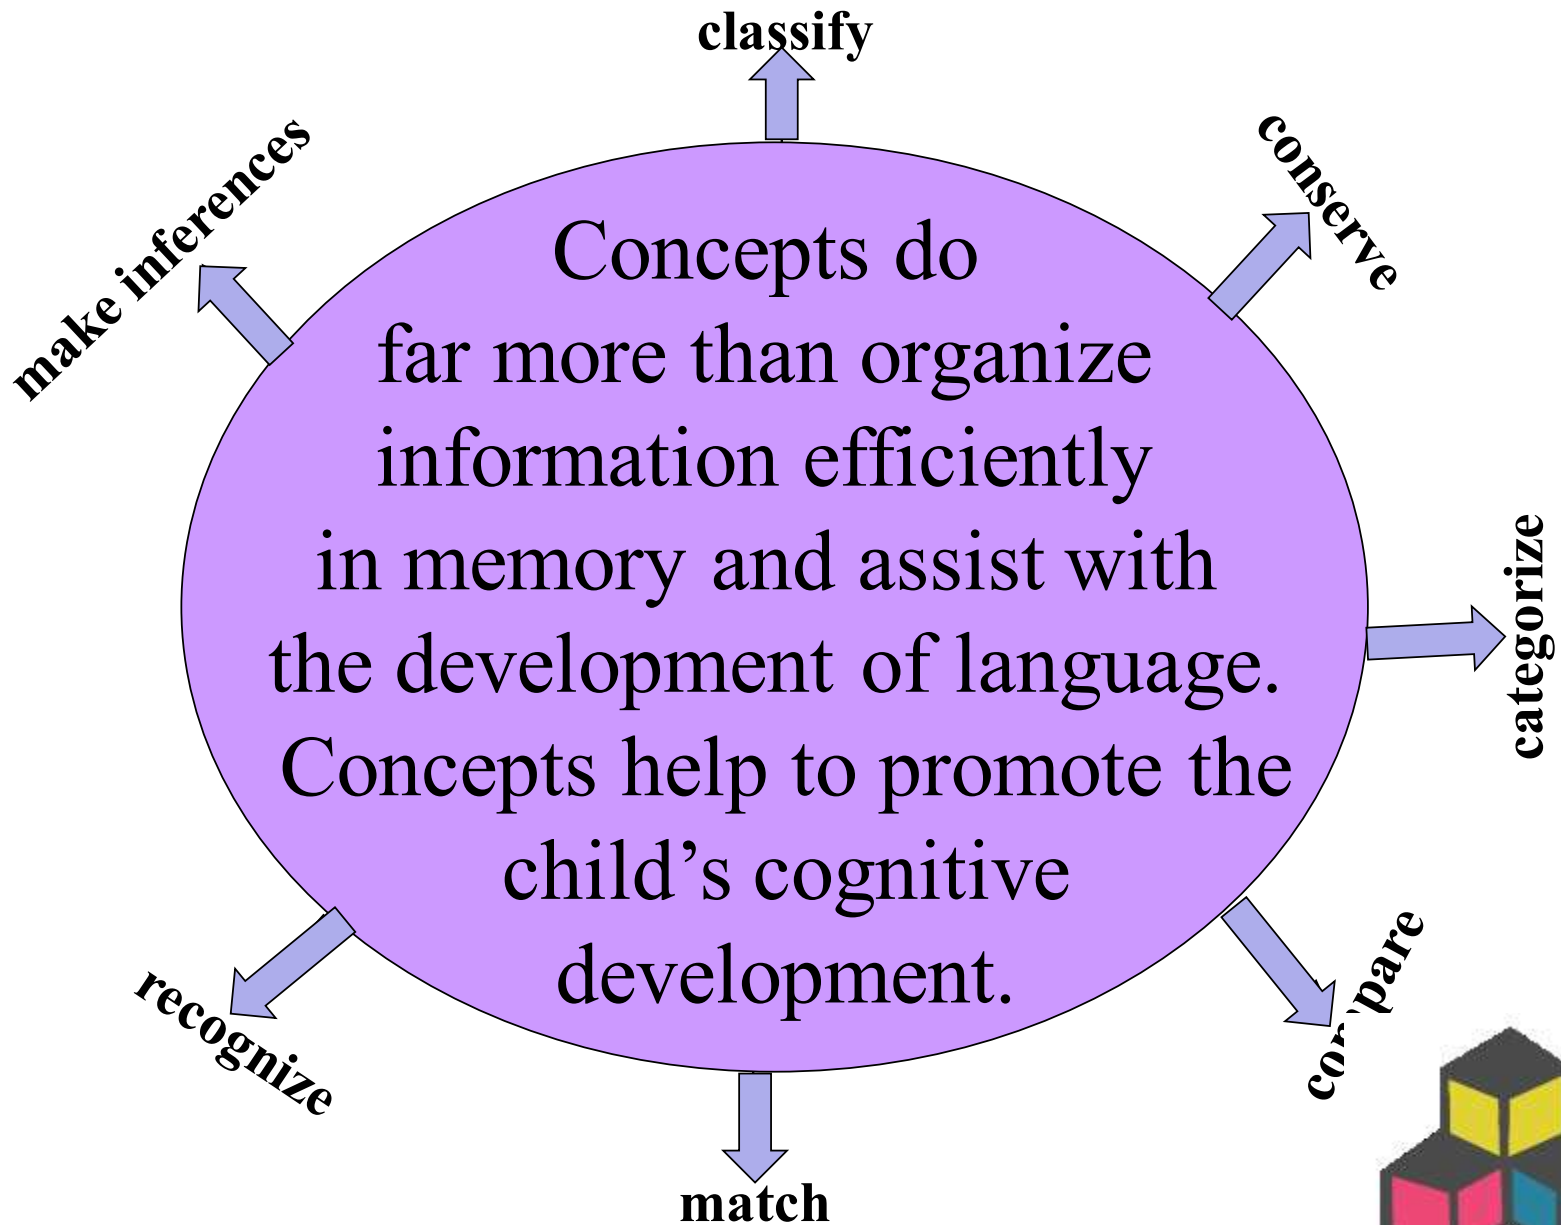 classify
conserve
make inferences
Concepts do
far more than organize
information efficiently
in memory and assist with
the development of language.
Concepts help to promote the
child’s cognitive
development.
categorize
compare
recognize
match